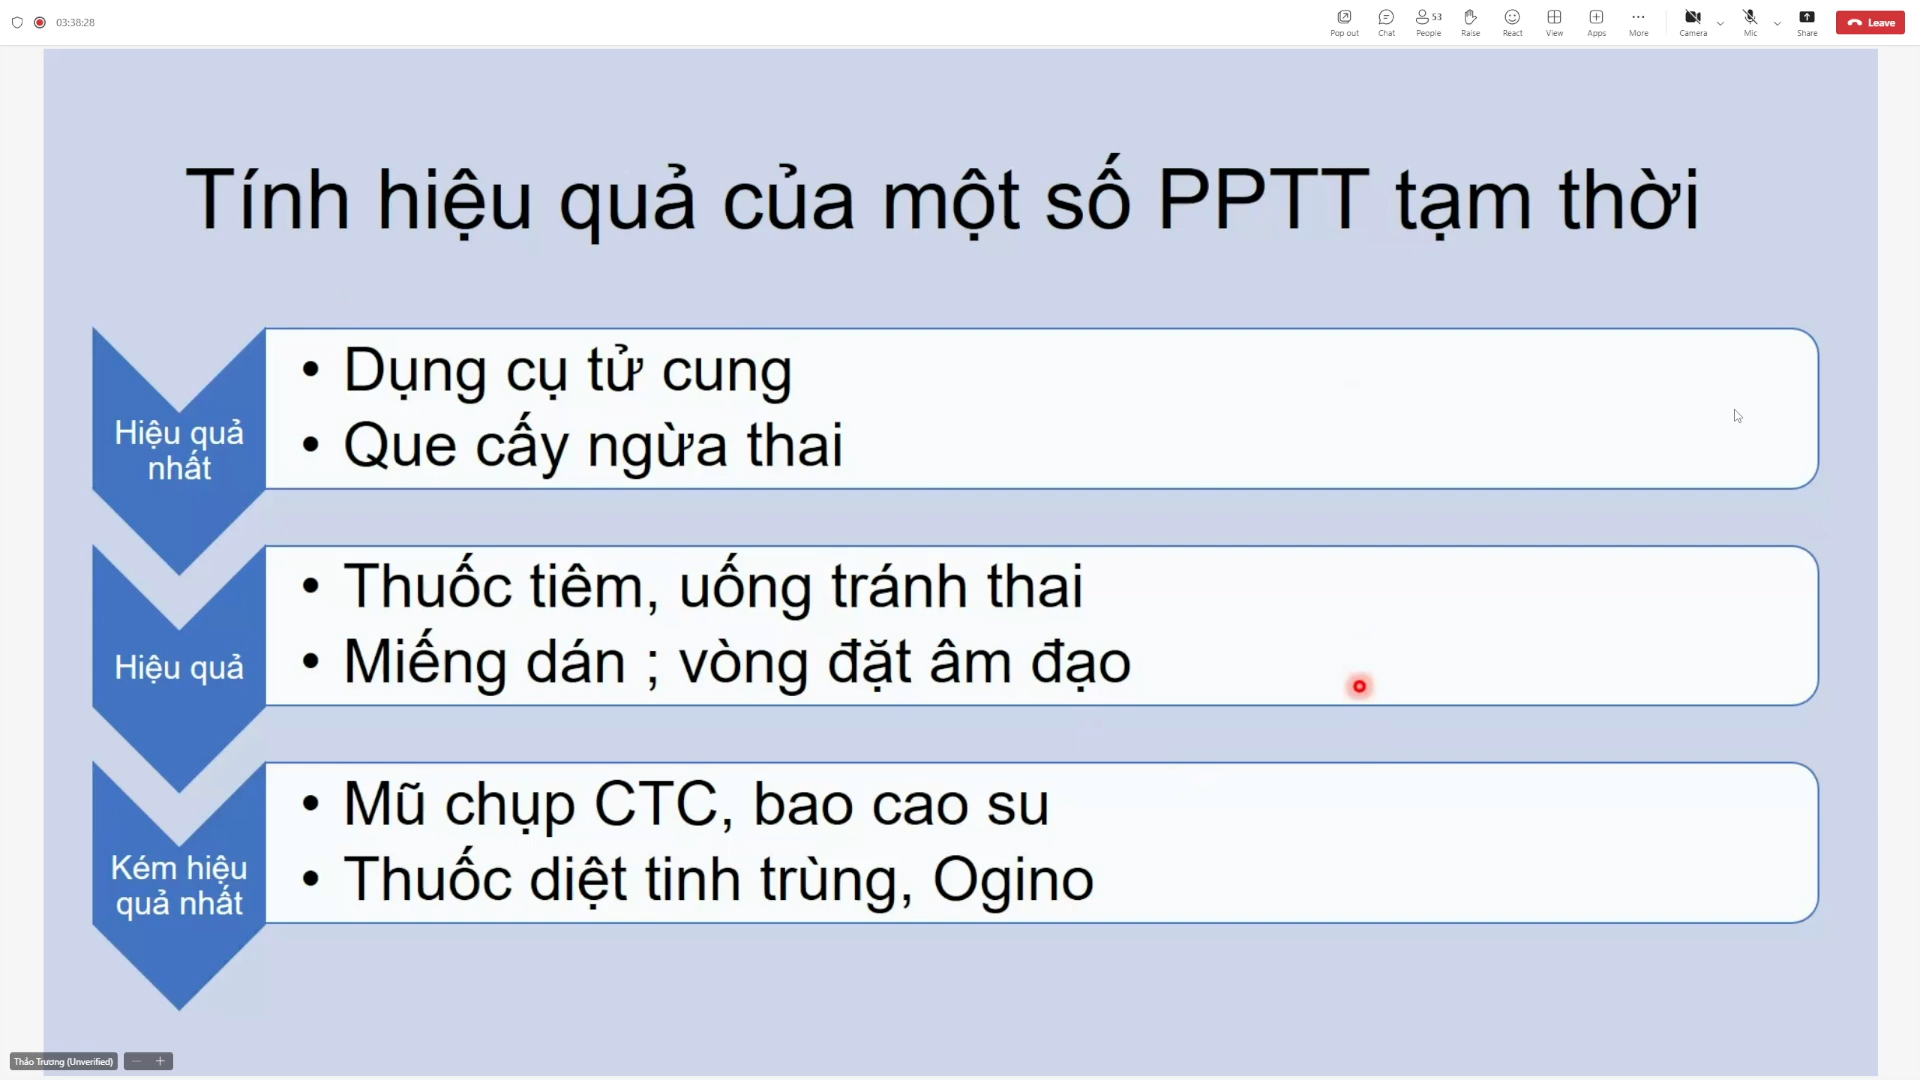 03:38:28
Pop out
Chat
53
People
Raise
React
View
Apps
More
Camera
Mic
Share
Leave
Tính hiệu quả của một số PPTT tạm thời
Hiệu quả
nhất
• Dụng cụ tử cung
• Que cấy ngừa thai
Hiệu quả
• Thuốc tiêm, uống tránh thai
• Miếng dán ; vòng đặt âm đạo
Kém hiệu
quả nhất
• Mũ chụp CTC, bao cao su
• Thuốc diệt tinh trùng, Ogino
Thảo Trương (Unverified)